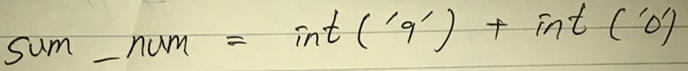 sum_num = int('9') + int('0')